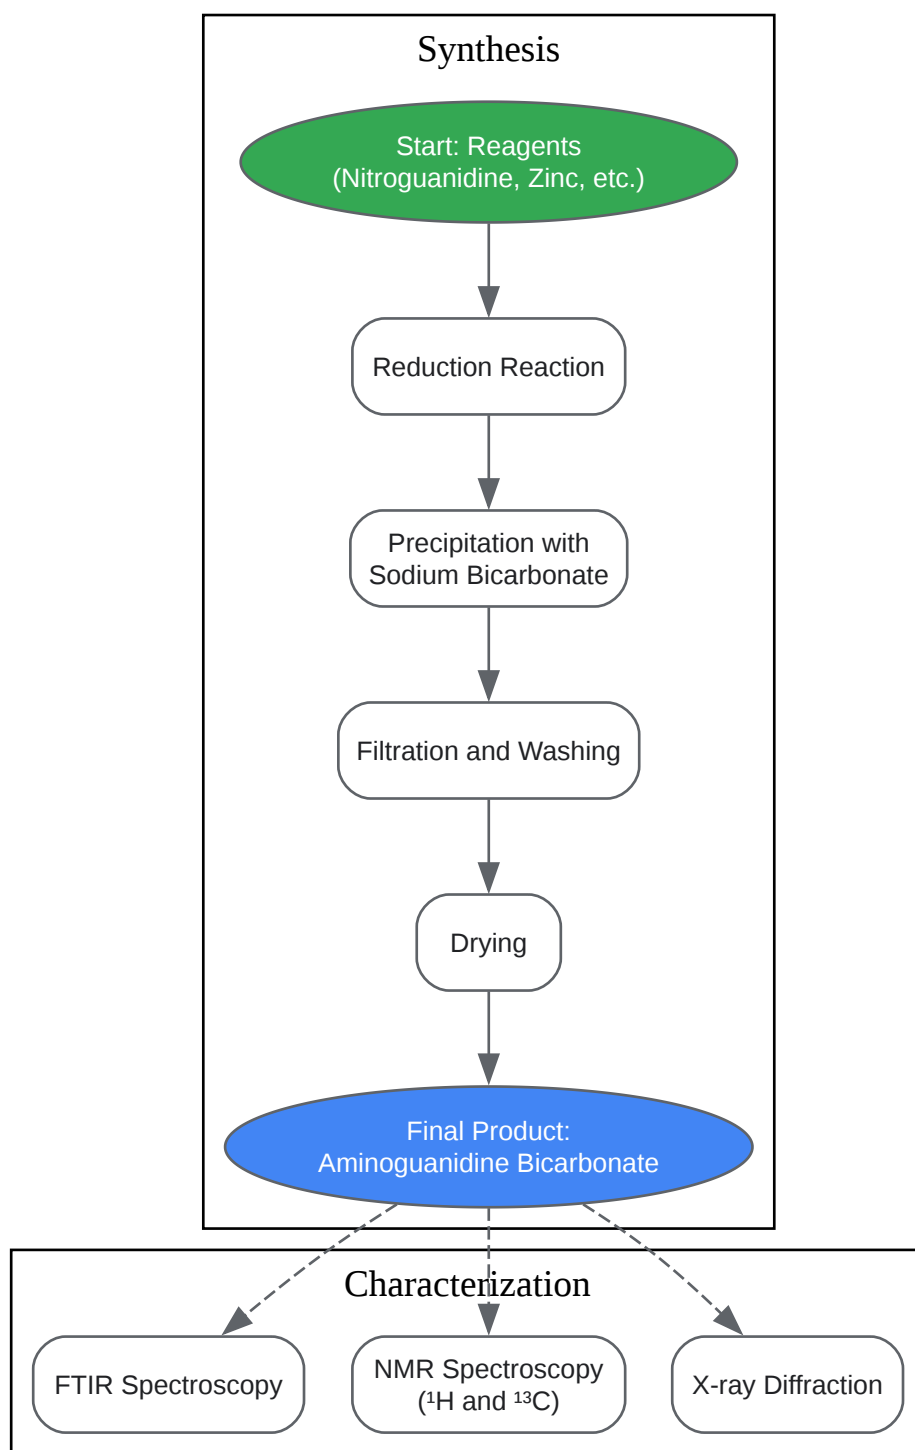 Synthesis
Start: Reagents
(Nitroguanidine, Zinc, etc.)
Reduction Reaction
Precipitation with
Sodium Bicarbonate
Filtration and Washing
Drying
Final Product:
Aminoguanidine Bicarbonate
Characterization
FTIR Spectroscopy
NMR Spectroscopy
(¹H and ¹³C)
X-ray Diffraction